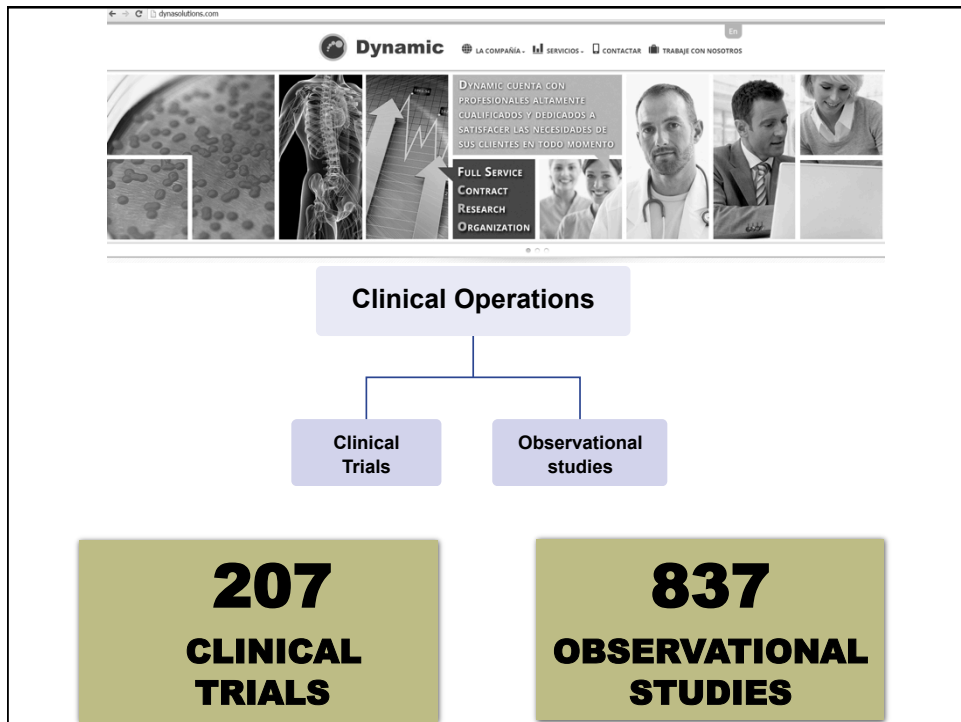 dynasolutions.com
En
Dynamic
LA COMPAÑÍA
SERVICIOS
CONTACTAR
TRABAJE CON NOSOTROS
DYNAMIC CUENTA CON
PROFESIONALES ALTAMENTE
CUALIFICADOS Y DEDICADOS A
SATISFACER LAS NECESIDADES DE
SUS CLIENTES EN TODO MOMENTO
FULL SERVICE
CONTRACT
RESEARCH
ORGANIZATION
Clinical Operations
Clinical
Trials
Observational
studies
207
CLINICAL
TRIALS
837
OBSERVATIONAL
STUDIES